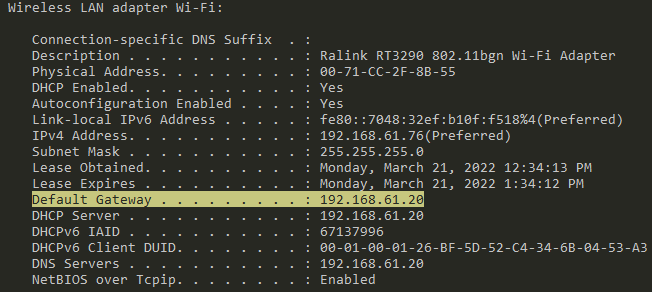 Wireless LAN adapter Wi-Fi:
Connection-specific DNS Suffix  . :
Description . . . . . . . . . . . : Ralink RT3290 802.11bgn Wi-Fi Adapter
Physical Address. . . . . . . . . : 00-71-CC-2F-8B-55
DHCP Enabled. . . . . . . . . . . : Yes
Autoconfiguration Enabled . . . . : Yes
Link-local IPv6 Address . . . . . : fe80::7048:32ef:b10f:f518%4(Preferred)
IPv4 Address. . . . . . . . . . . : 192.168.61.76(Preferred)
Subnet Mask . . . . . . . . . . . : 255.255.255.0
Lease Obtained. . . . . . . . . . : Monday, March 21, 2022 12:34:13 PM
Lease Expires . . . . . . . . . . : Monday, March 21, 2022 1:34:12 PM
Default Gateway . . . . . . . . . : 192.168.61.20
DHCP Server . . . . . . . . . . . : 192.168.61.20
DHCPv6 IAID . . . . . . . . . . . : 67137996
DHCPv6 Client DUID. . . . . . . . : 00-01-00-01-26-BF-5D-52-C4-34-6B-04-53-A3
DNS Servers . . . . . . . . . . . : 192.168.61.20
NetBIOS over Tcpip. . . . . . . . : Enabled